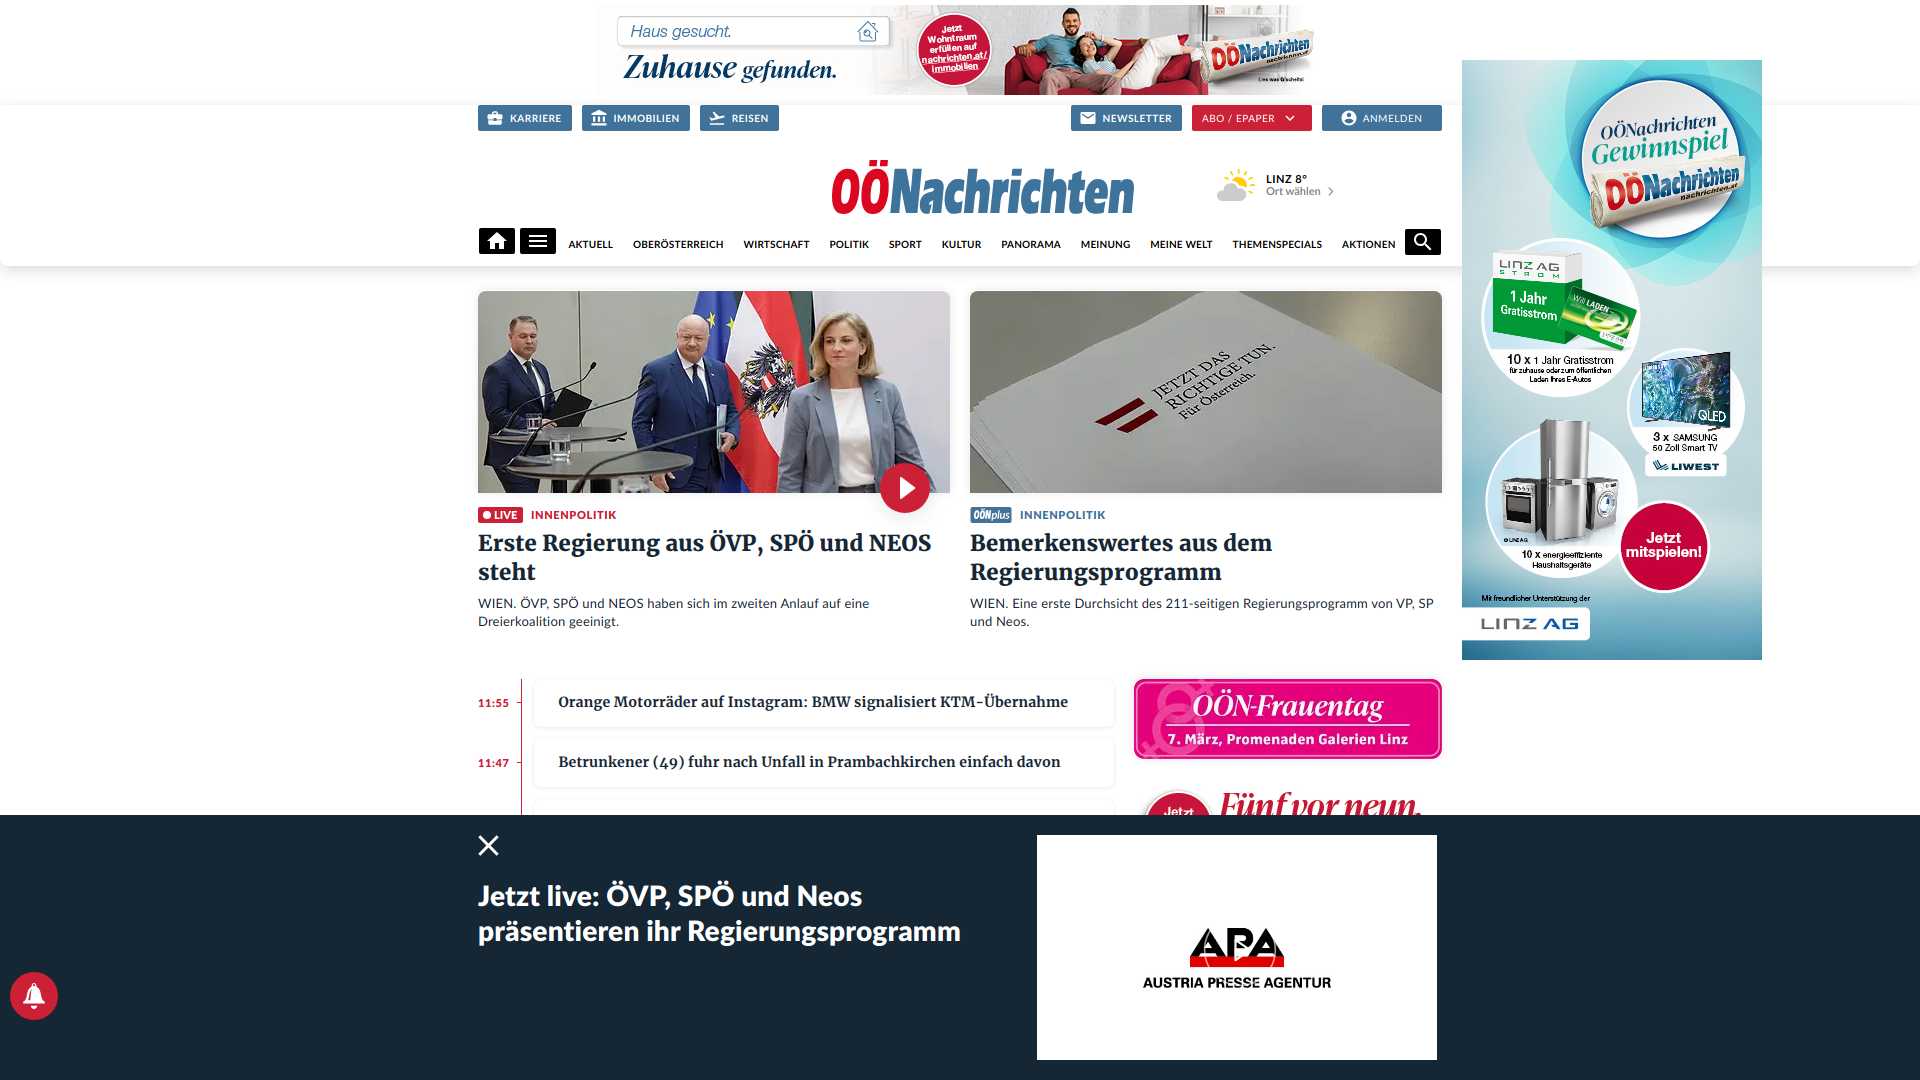 Haus gesucht.
Zuhause gefunden.
Jetzt
Wohntraum
erfüllen auf
nachrichten.at/
immobilien
OÖNachrichten
Lies was G'scheits!
KARRIERE
IMMOBILIEN
REISEN
NEWSLETTER
ABO / EPAPER
ANMELDEN
OÖNachrichten
LINZ 8°
Ort wählen
AKTUELL
OBERÖSTERREICH
WIRTSCHAFT
POLITIK
SPORT
KULTUR
PANORAMA
MEINUNG
MEINE WELT
THEMENSPECIALS
AKTIONEN
JETZT DAS
RICHTIGE TUN.
Für Österreich.
LIVE INNENPOLITIK
Erste Regierung aus ÖVP, SPÖ und NEOS
steht
WIEN. ÖVP, SPÖ und NEOS haben sich im zweiten Anlauf auf eine
Dreierkoalition geeinigt.
OÖNplus INNENPOLITIK
Bemerkenswertes aus dem
Regierungsprogramm
WIEN. Eine erste Durchsicht des 211-seitigen Regierungsprogramm von VP, SP
und Neos.
OÖNachrichten
Gewinnspiel
OÖNachrichten
nachrichten.at
LINZ AG
STROM
1 Jahr
Gratisstrom
Will LADEN
10 x 1 Jahr Gratisstrom
für zuhause oder zum öffentlichen
Laden Ihres E-Autos
QLED
3 x SAMSUNG
50 Zoll Smart TV
LIWEST
© LINZ AG
10 x energieeffiziente
Haushaltsgeräte
Jetzt
mitspielen!
Mit freundlicher Unterstützung der
LINZ AG
11:55
Orange Motorräder auf Instagram: BMW signalisiert KTM-Übernahme
11:47
Betrunkener (49) fuhr nach Unfall in Prambachkirchen einfach davon
OÖN-Frauentag
7. März, Promenaden Galerien Linz
Jetzt
Fünf vor neun.
Jetzt live: ÖVP, SPÖ und Neos
präsentieren ihr Regierungsprogramm
APA
AUSTRIA PRESSE AGENTUR